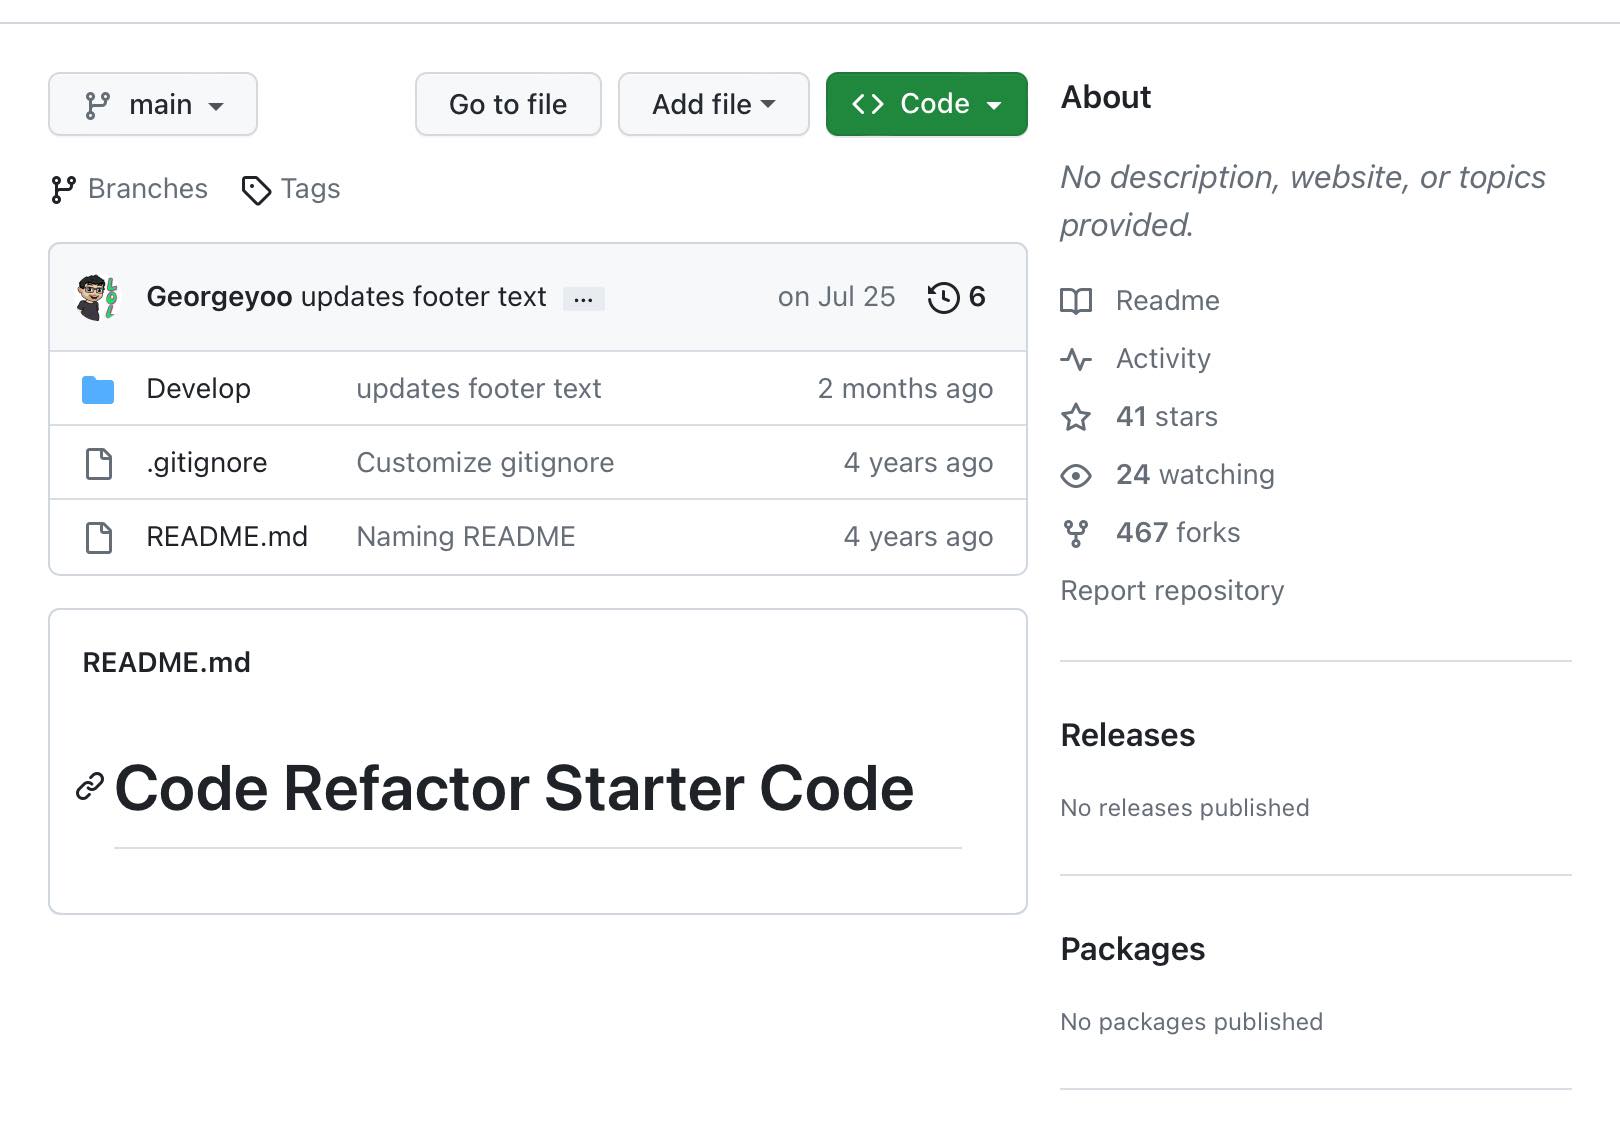 main
Go to file
Add file
Code
Branches
Tags
Georgeyoo updates footer text ...
on Jul 25
6
Develop
updates footer text
2 months ago
.gitignore
Customize gitignore
4 years ago
README.md
Naming README
4 years ago
README.md
Code Refactor Starter Code
About
No description, website, or topics
provided.
Readme
Activity
41 stars
24 watching
467 forks
Report repository
Releases
No releases published
Packages
No packages published